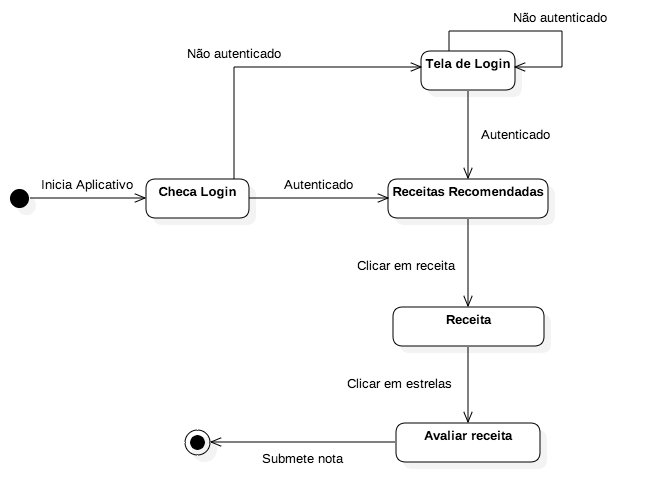 Não autenticado
Não autenticado
Tela de Login
Autenticado
Inicia Aplicativo
Checa Login
Autenticado
Receitas Recomendadas
Clicar em receita
Receita
Clicar em estrelas
Avaliar receita
Submete nota